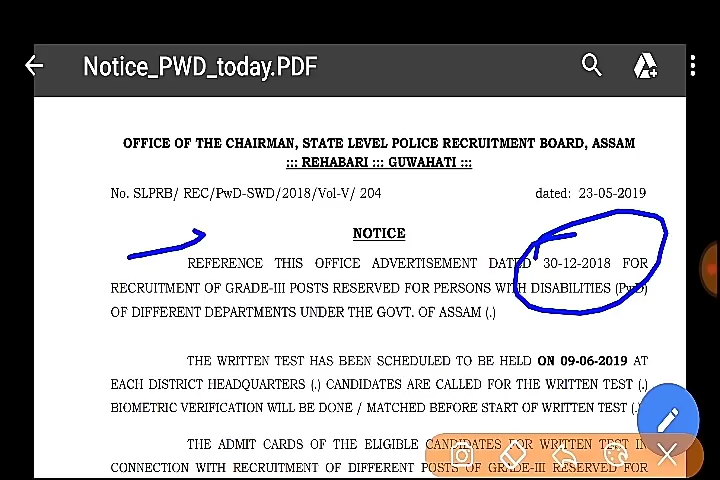 Notice_PWD_today.PDF
OFFICE OF THE CHAIRMAN, STATE LEVEL POLICE RECRUITMENT BOARD, ASSAM
::: REHABARI ::: GUWAHATI :::
No. SLPRB/ REC/PwD-SWD/2018/Vol-V/ 204 dated: 23-05-2019
NOTICE
REFERENCE THIS OFFICE ADVERTISEMENT DATED 30-12-2018 FOR
RECRUITMENT OF GRADE-III POSTS RESERVED FOR PERSONS WITH DISABILITIES (PwD)
OF DIFFERENT DEPARTMENTS UNDER THE GOVT. OF ASSAM (.)
THE WRITTEN TEST HAS BEEN SCHEDULED TO BE HELD ON 09-06-2019 AT
EACH DISTRICT HEADQUARTERS (.) CANDIDATES ARE CALLED FOR THE WRITTEN TEST (.)
BIOMETRIC VERIFICATION WILL BE DONE / MATCHED BEFORE START OF WRITTEN TEST (.)
THE ADMIT CARDS OF THE ELIGIBLE CANDIDATES FOR WRITTEN TEST IN
CONNECTION WITH RECRUITMENT OF DIFFERENT POSTS OF GRADE-III RESERVED FOR